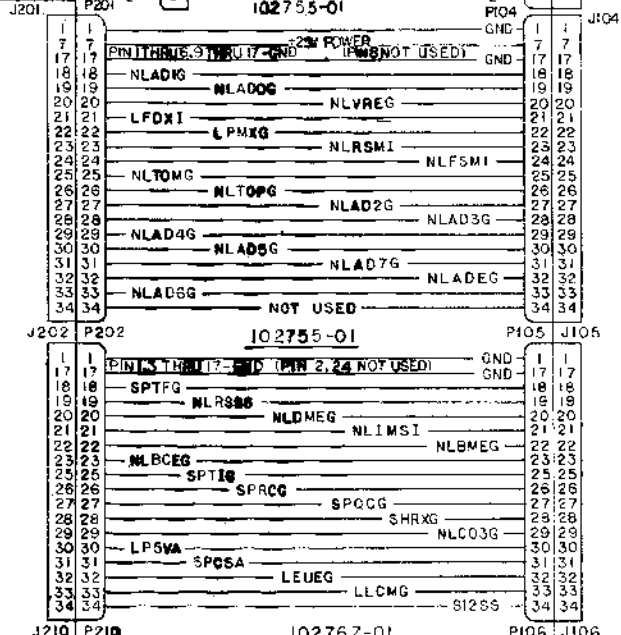 J201 P201 102755-01 P104 J104
1 1 GND 1 1
7 7 POWER 7 7
17 17 PIN 1 THRU 6,9 THRU 17-GND (PIN 8 NOT USED) GND 17 17
18 18 NLAD1G 18 18
19 19 NLAD0G 19 19
20 20 NLVREG 20 20
21 21 LFDXI 21 21
22 22 LPMXG 22 22
23 23 NLRSMI 23 23
24 24 NLFSMI 24 24
25 25 NLTOMG 25 25
26 26 NLTOPG 26 26
27 27 NLAD2G 27 27
28 28 NLAD3G 28 28
29 29 NLAD4G 29 29
30 30 NLAD5G 30 30
31 31 NLAD7G 31 31
32 32 NLADEG 32 32
33 33 NLAD6G 33 33
34 34 NOT USED 34 34
J202 P202 102755-01 P105 J105
1 1 GND 1 1
17 17 THRU 17-GND (PIN 2,24 NOT USED) GND 17 17
18 18 SPTFG 18 18
19 19 19 19
20 20 NLDMEG 20 20
21 21 NLIMSI 21 21
22 22 NLBMEG 22 22
23 23 NLBCEG 23 23
25 25 SPTIG 25 25
26 26 SPRCG 26 26
27 27 SPQCG 27 27
28 28 SHRXG 28 28
29 29 NLCO3G 29 29
30 30 LP5VA 30 30
31 31 SPCSA 31 31
32 32 LEUEG 32 32
33 33 LLCMG 33 33
34 34 S12SS 34 34
J210 P210 102767-01 P106 J106